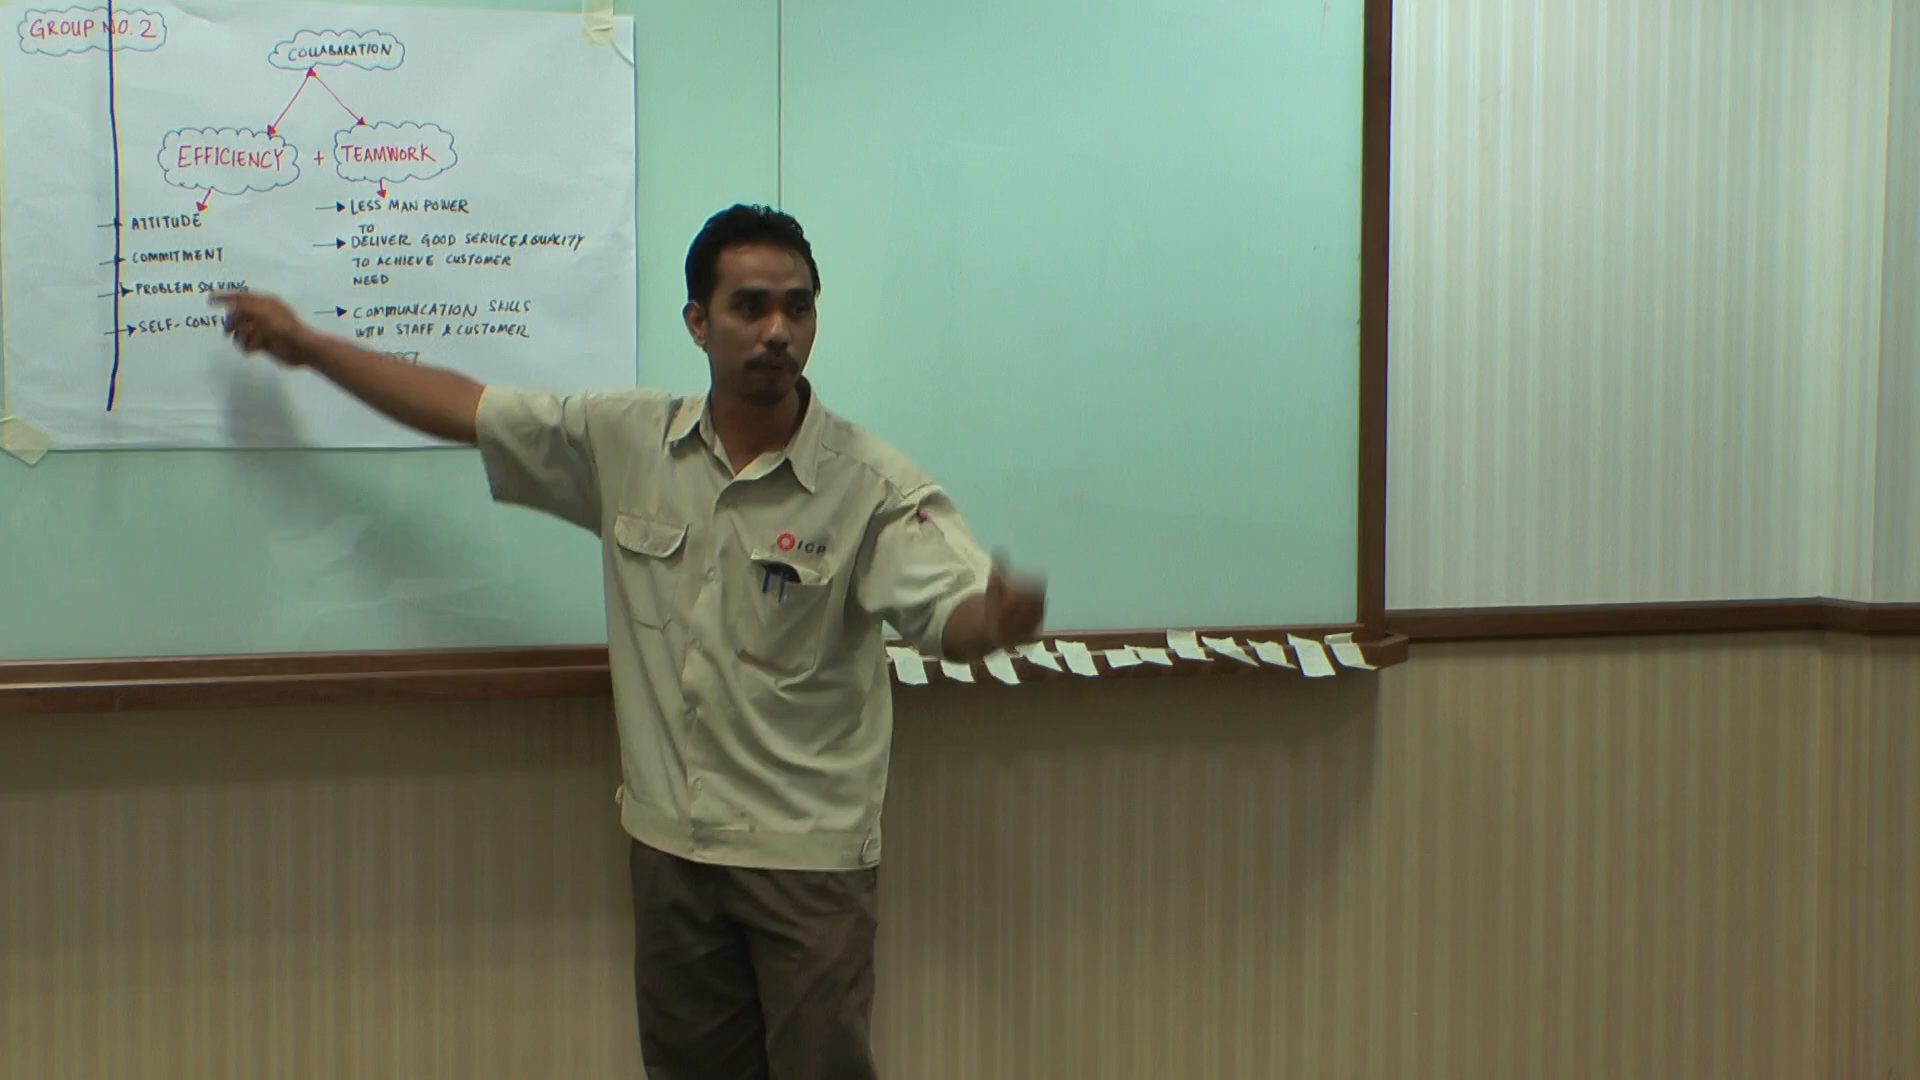 GROUP NO. 2
COLLABARATION
EFFICIENCY + TEAMWORK
ATTITUDE
COMMITMENT
PROBLEM SOLVING
SELF-
LESS MAN POWER
TO
DELIVER GOOD SERVICE & QUALITY
TO ACHIEVE CUSTOMER
NEED
COMMUNICATION SKILLS
WITH STAFF & CUSTOMER
ICP